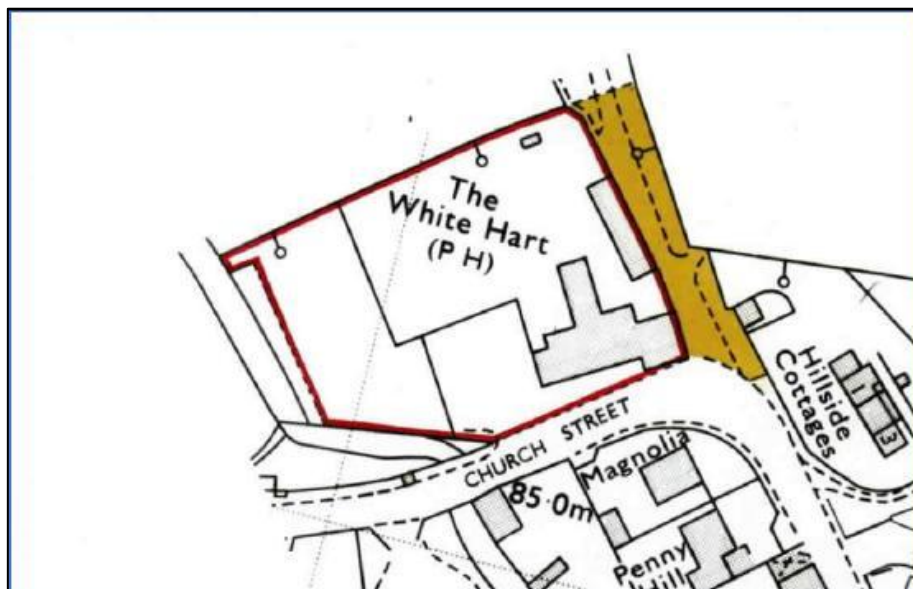 The
White Hart
(P H)
CHURCH STREET
Hillside
Cottages
1
3
Magnolia
85.0m
Penny
Hill